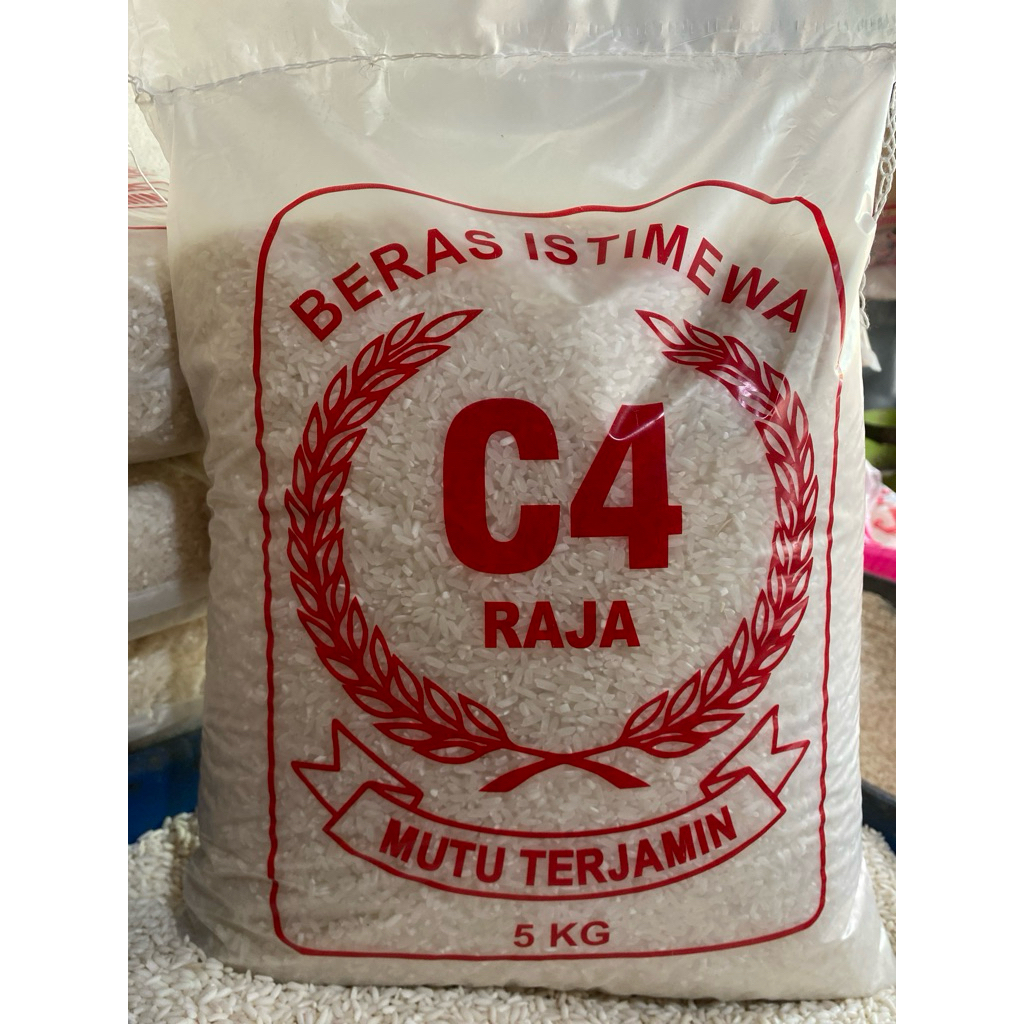 BERAS ISTIMEWA
C4
RAJA
MUTU TERJAMIN
5 KG